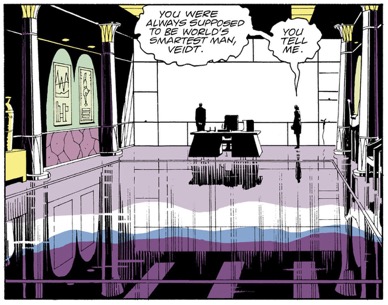 YOU WERE
ALWAYS SUPPOSED
TO BE WORLD'S
SMARTEST MAN,
VEIDT.
YOU
TELL
ME.